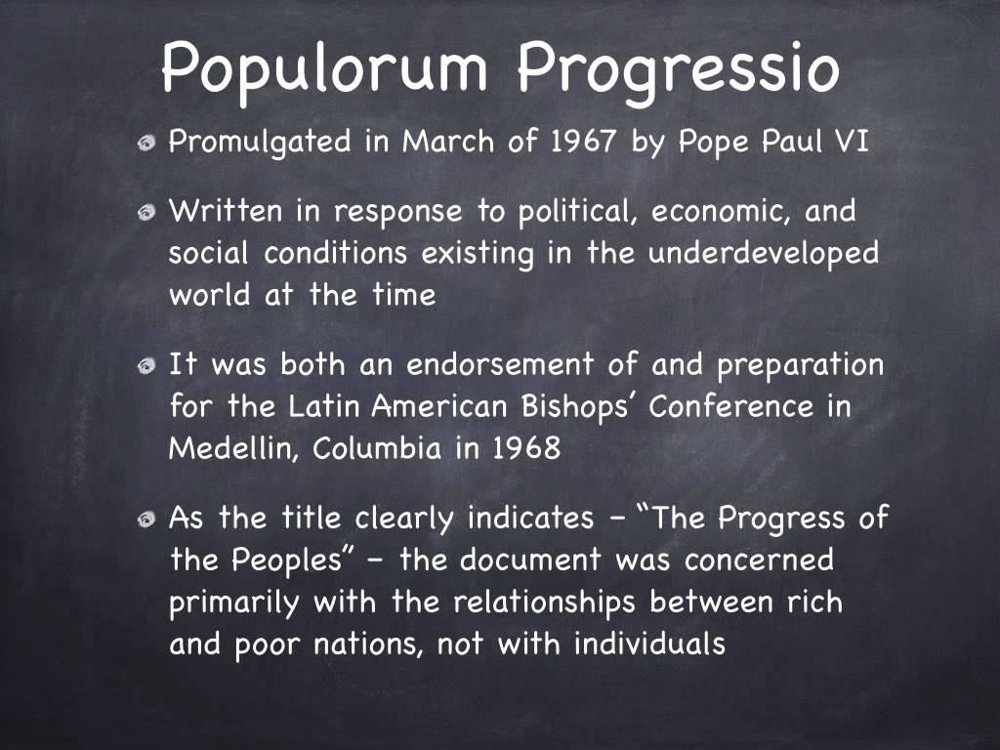 Populorum Progressio
Promulgated in March of 1967 by Pope Paul VI
Written in response to political, economic, and
social conditions existing in the underdeveloped
world at the time
It was both an endorsement of and preparation
for the Latin American Bishops’ Conference in
Medellin, Columbia in 1968
As the title clearly indicates – “The Progress of
the Peoples” – the document was concerned
primarily with the relationships between rich
and poor nations, not with individuals